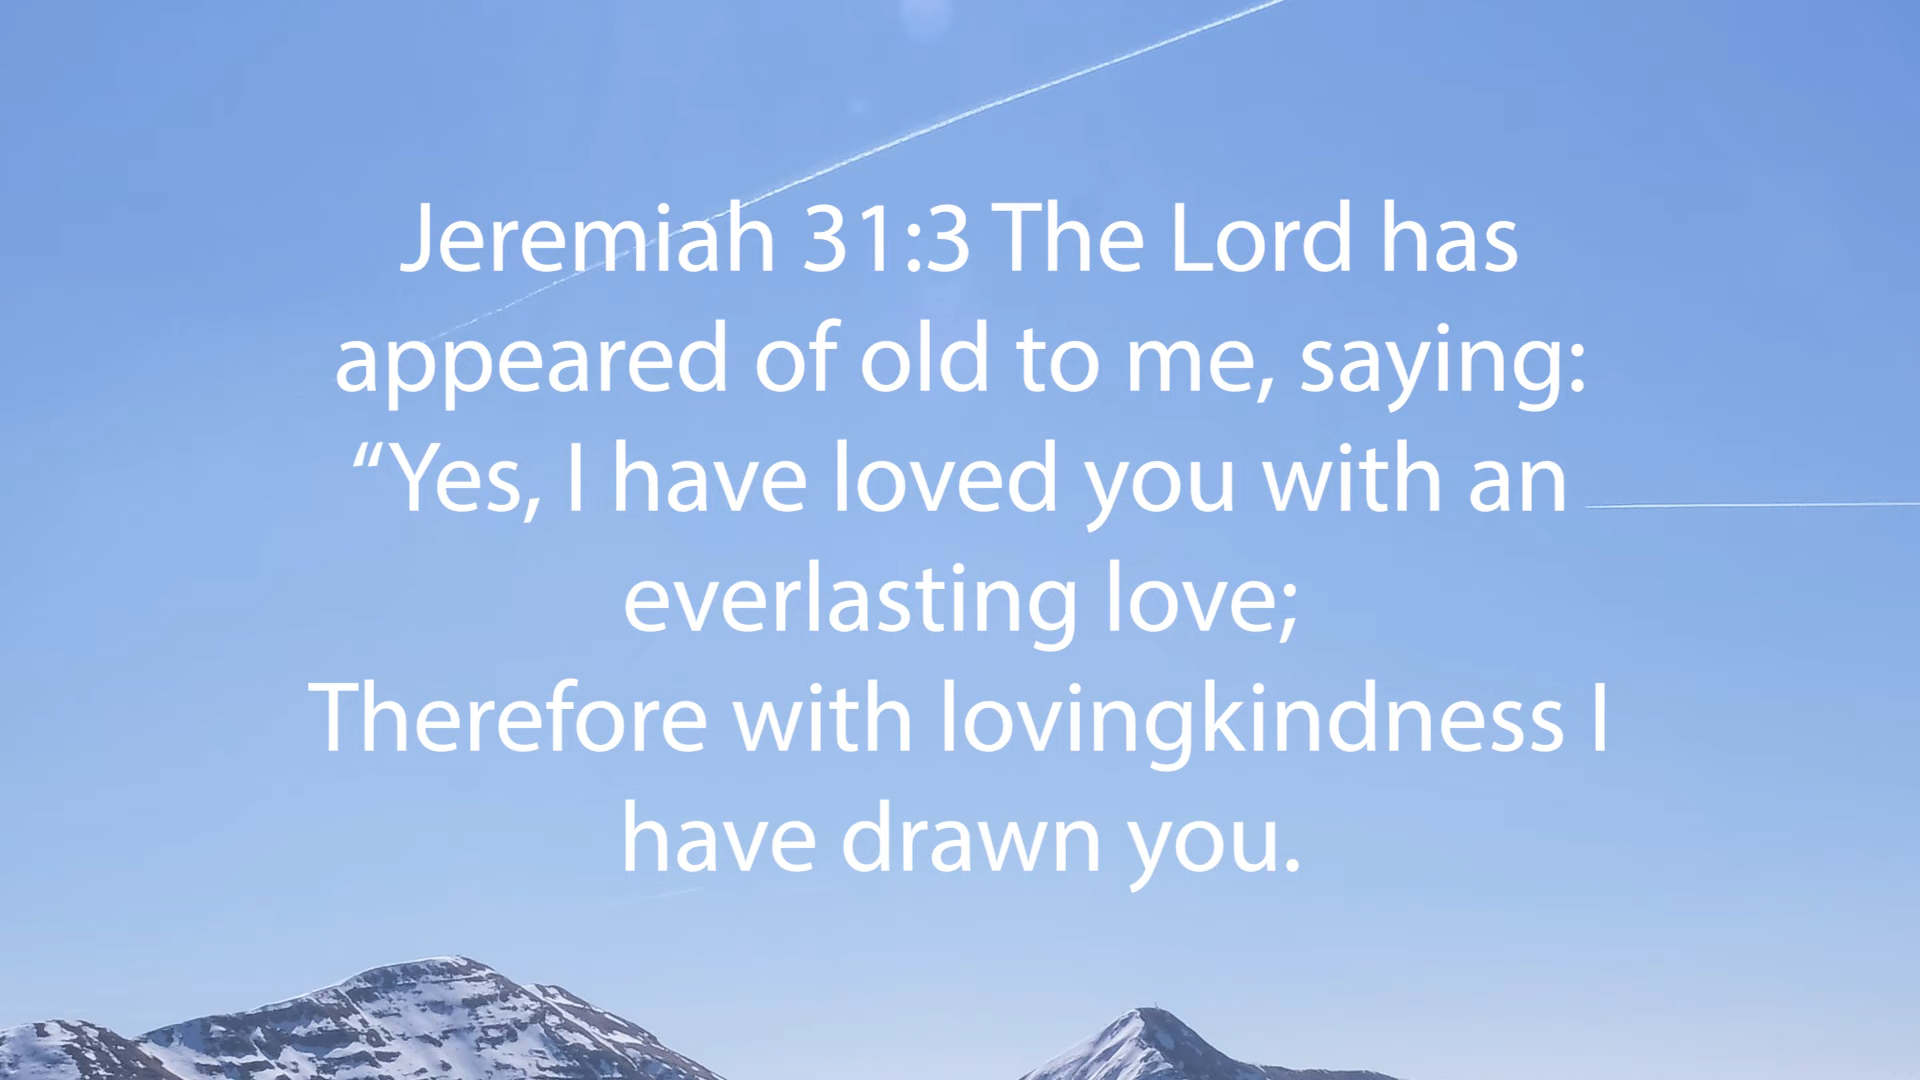 Jeremiah 31:3 The Lord has
appeared of old to me, saying:
“Yes, I have loved you with an
everlasting love;
Therefore with lovingkindness I
have drawn you.